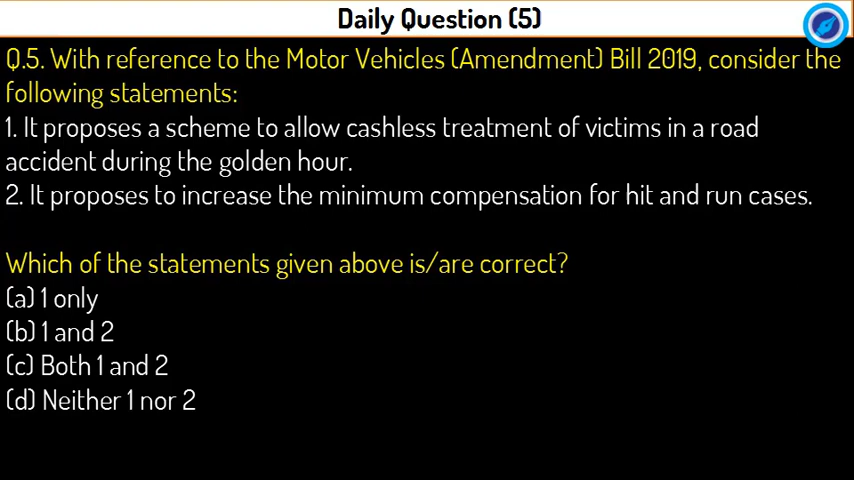 Daily Question (5)
Q.5. With reference to the Motor Vehicles (Amendment) Bill 2019, consider the
following statements:
1. It proposes a scheme to allow cashless treatment of victims in a road
accident during the golden hour.
2. It proposes to increase the minimum compensation for hit and run cases.
Which of the statements given above is/are correct?
(a) 1 only
(b) 1 and 2
(c) Both 1 and 2
(d) Neither 1 nor 2